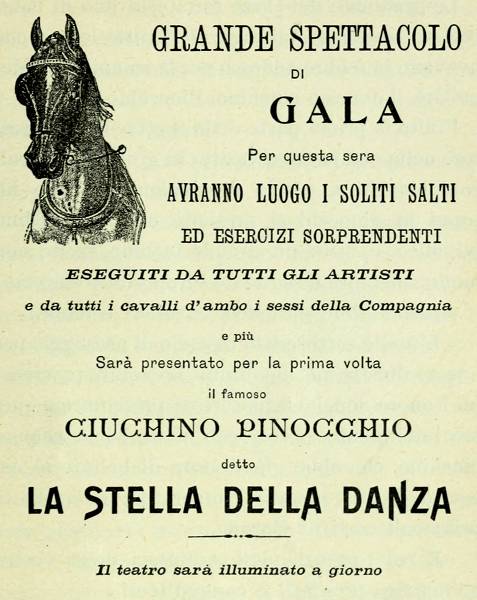 GRANDE SPETTACOLO
DI
GALA
Per questa sera
AVRANNO LUOGO I SOLITI SALTI
ED ESERCIZI SORPRENDENTI
ESEGUITI DA TUTTI GLI ARTISTI
e da tutti i cavalli d'ambo i sessi della Compagnia
e più
Sarà presentato per la prima volta
il famoso
CIUCHINO PINOCCHIO
detto
LA STELLA DELLA DANZA
Il teatro sarà illuminato a giorno